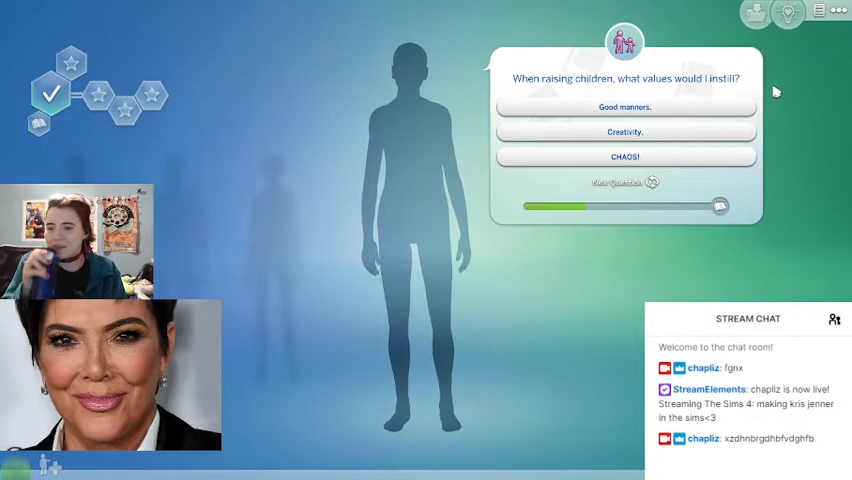 When raising children, what values would I instill?
Good manners.
Creativity.
CHAOS!
New Question
STREAM CHAT
Welcome to the chat room!
chapliz: fgnx
StreamElements: chapliz is now live!
Streaming The Sims 4: making kris jenner
in the sims<3
chapliz: xzdhnbrgdhbfvdghfb